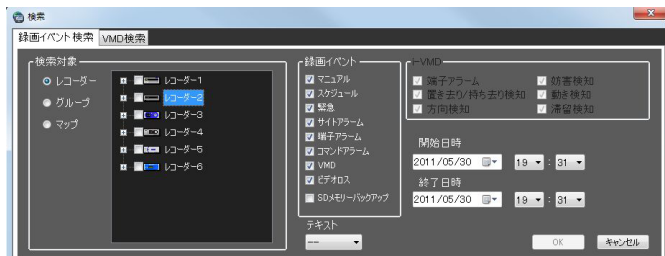 検索
録画イベント検索 VMD検索
検索対象
レコーダー
グループ
マップ
レコーダー1
レコーダー2
レコーダー3
レコーダー4
レコーダー5
レコーダー6
録画イベント
マニュアル
スケジュール
緊急
サイトアラーム
端子アラーム
コマンドアラーム
VMD
ビデオロス
SDメモリーバックアップ
テキスト
--
i-VMD
端子アラーム 妨害検知
置き去り/持ち去り検知 動き検知
方向検知 滞留検知
開始日時
2011/05/30 19 : 31
終了日時
2011/05/30 19 : 31
OK キャンセル